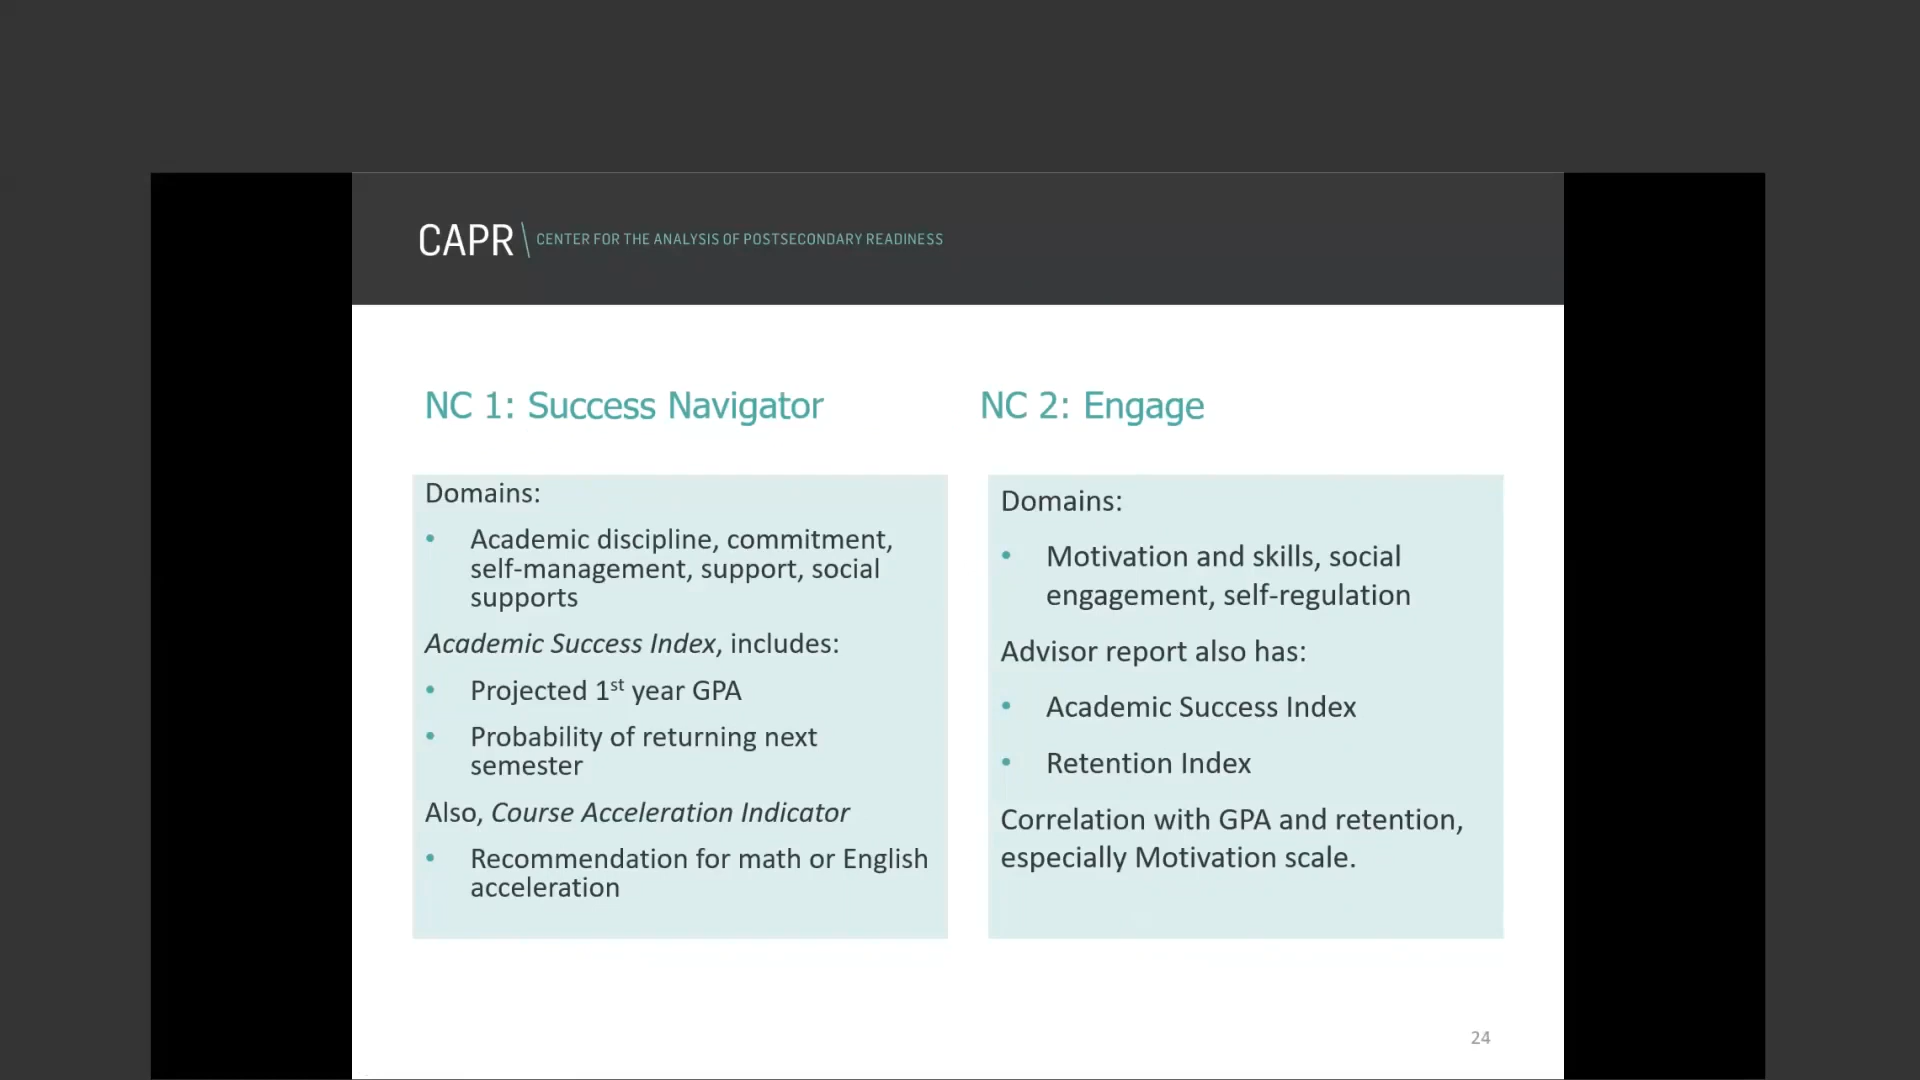 CAPR \ CENTER FOR THE ANALYSIS OF POSTSECONDARY READINESS
NC 1: Success Navigator
Domains:
• Academic discipline, commitment,
self-management, support, social
supports
Academic Success Index, includes:
• Projected 1st year GPA
• Probability of returning next
semester
Also, Course Acceleration Indicator
• Recommendation for math or English
acceleration
NC 2: Engage
Domains:
• Motivation and skills, social
engagement, self-regulation
Advisor report also has:
• Academic Success Index
• Retention Index
Correlation with GPA and retention,
especially Motivation scale.
24